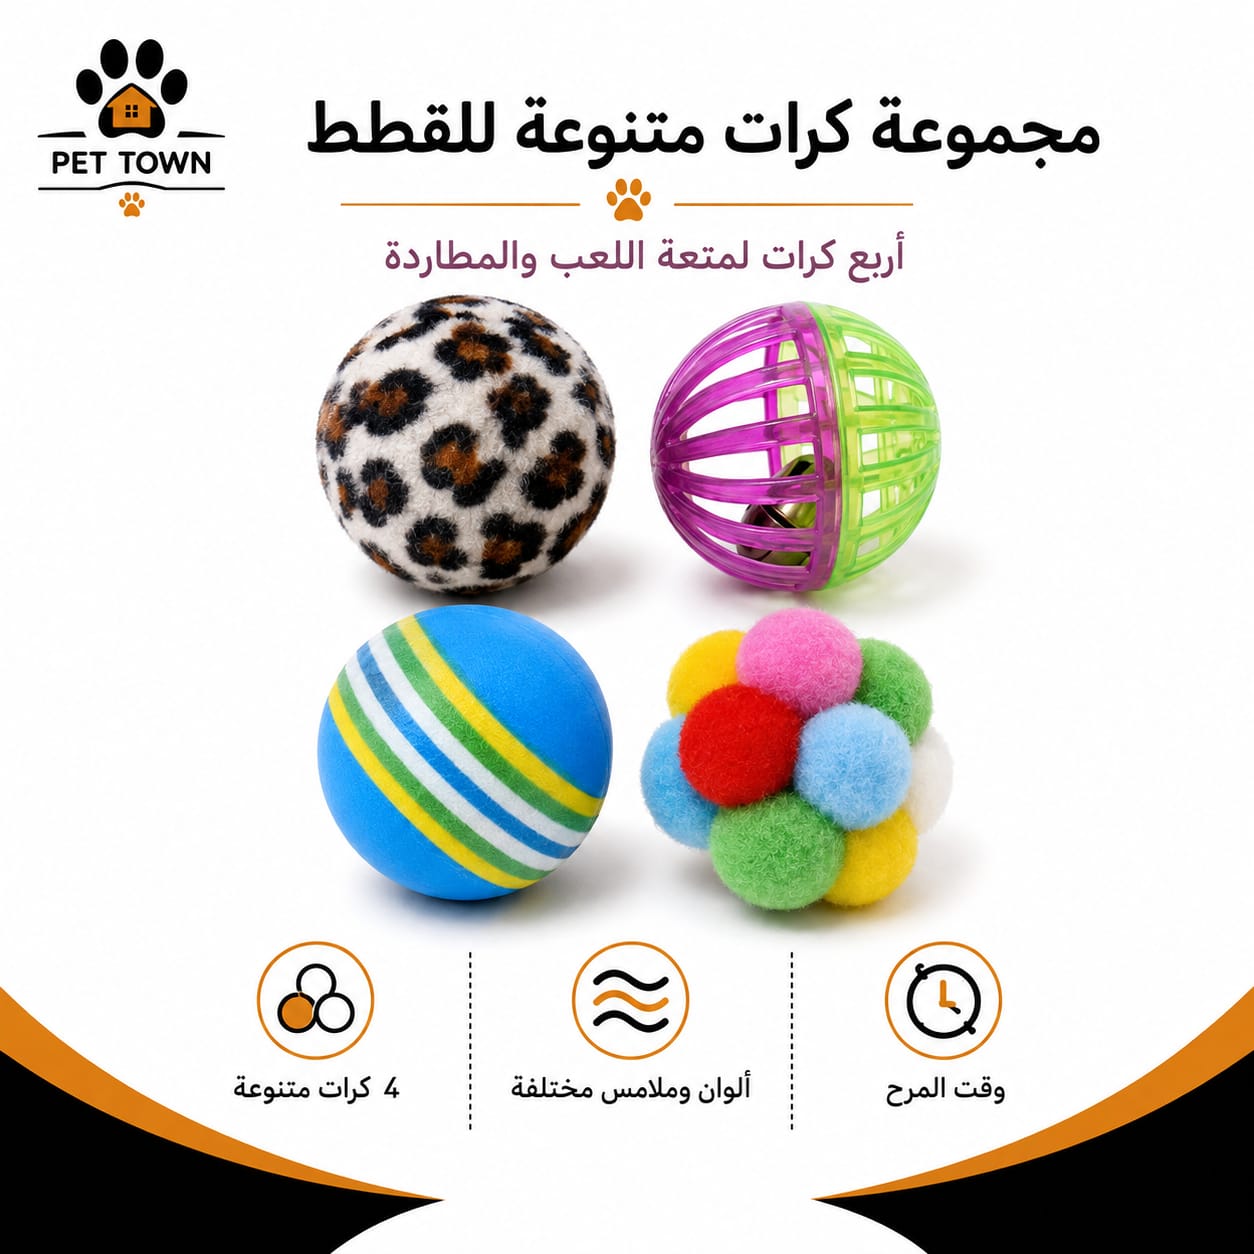 PET TOWN
مجموعة كرات متنوعة للقطط
أربع كرات لمتعة اللعب والمطاردة
وقت المرح
ألوان وملامس مختلفة
4 كرات متنوعة